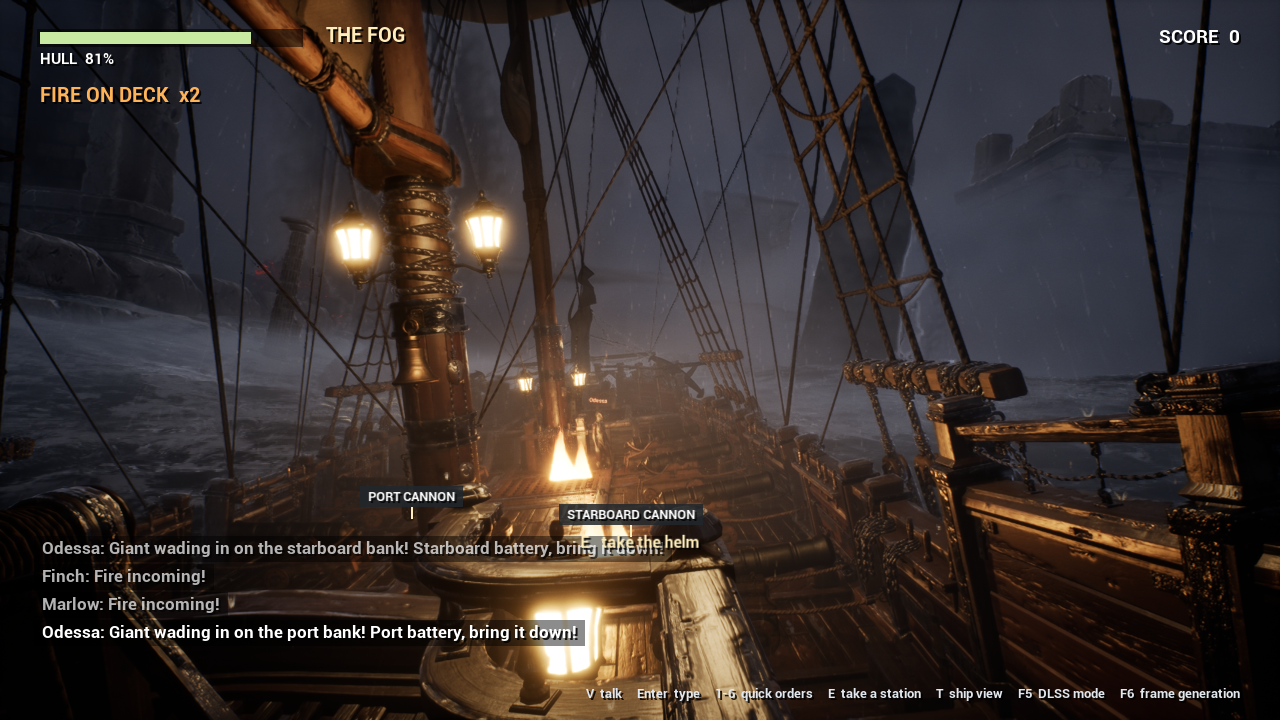 THE FOG
SCORE 0
HULL 81%
FIRE ON DECK x2
Odessa
PORT CANNON
STARBOARD CANNON
E take the helm
Odessa: Giant wading in on the starboard bank! Starboard battery, bring it down!
Finch: Fire incoming!
Marlow: Fire incoming!
Odessa: Giant wading in on the port bank! Port battery, bring it down!
V talk Enter type 1-6 quick orders E take a station T ship view F5 DLSS mode F6 frame generation